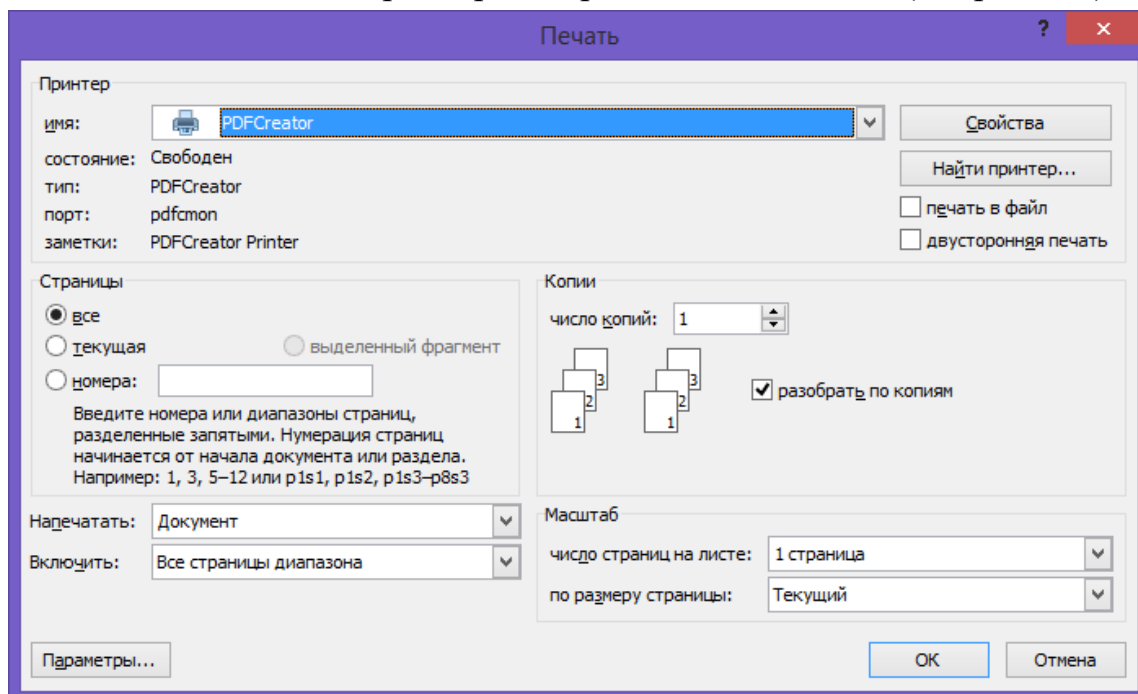 Печать
?
×
Принтер
имя: PDFCreator
Свойства
состояние: Свободен
Найти принтер...
тип: PDFCreator
порт: pdfcmon
печать в файл
заметки: PDFCreator Printer
двусторонняя печать
Страницы
все
текущая
выделенный фрагмент
номера:
Введите номера или диапазоны страниц,
разделенные запятыми. Нумерация страниц
начинается от начала документа или раздела.
Например: 1, 3, 5–12 или p1s1, p1s2, p1s3–p8s3
Копии
число копий: 1
3
2
1
3
2
1
разобрать по копиям
Напечатать: Документ
Включить: Все страницы диапазона
Масштаб
число страниц на листе: 1 страница
по размеру страницы: Текущий
Параметры...
ОК
Отмена